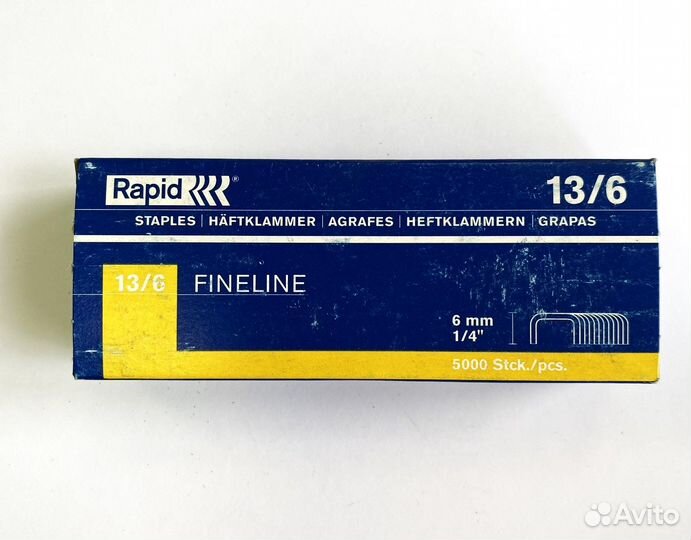 Rapid ® 13/6
STAPLES | HÄFTKLAMMER | AGRAFES | HEFTKLAMMERN | GRAPAS
13/6 FINELINE
6 mm
1/4"
5000 Stck./pcs.
Avito